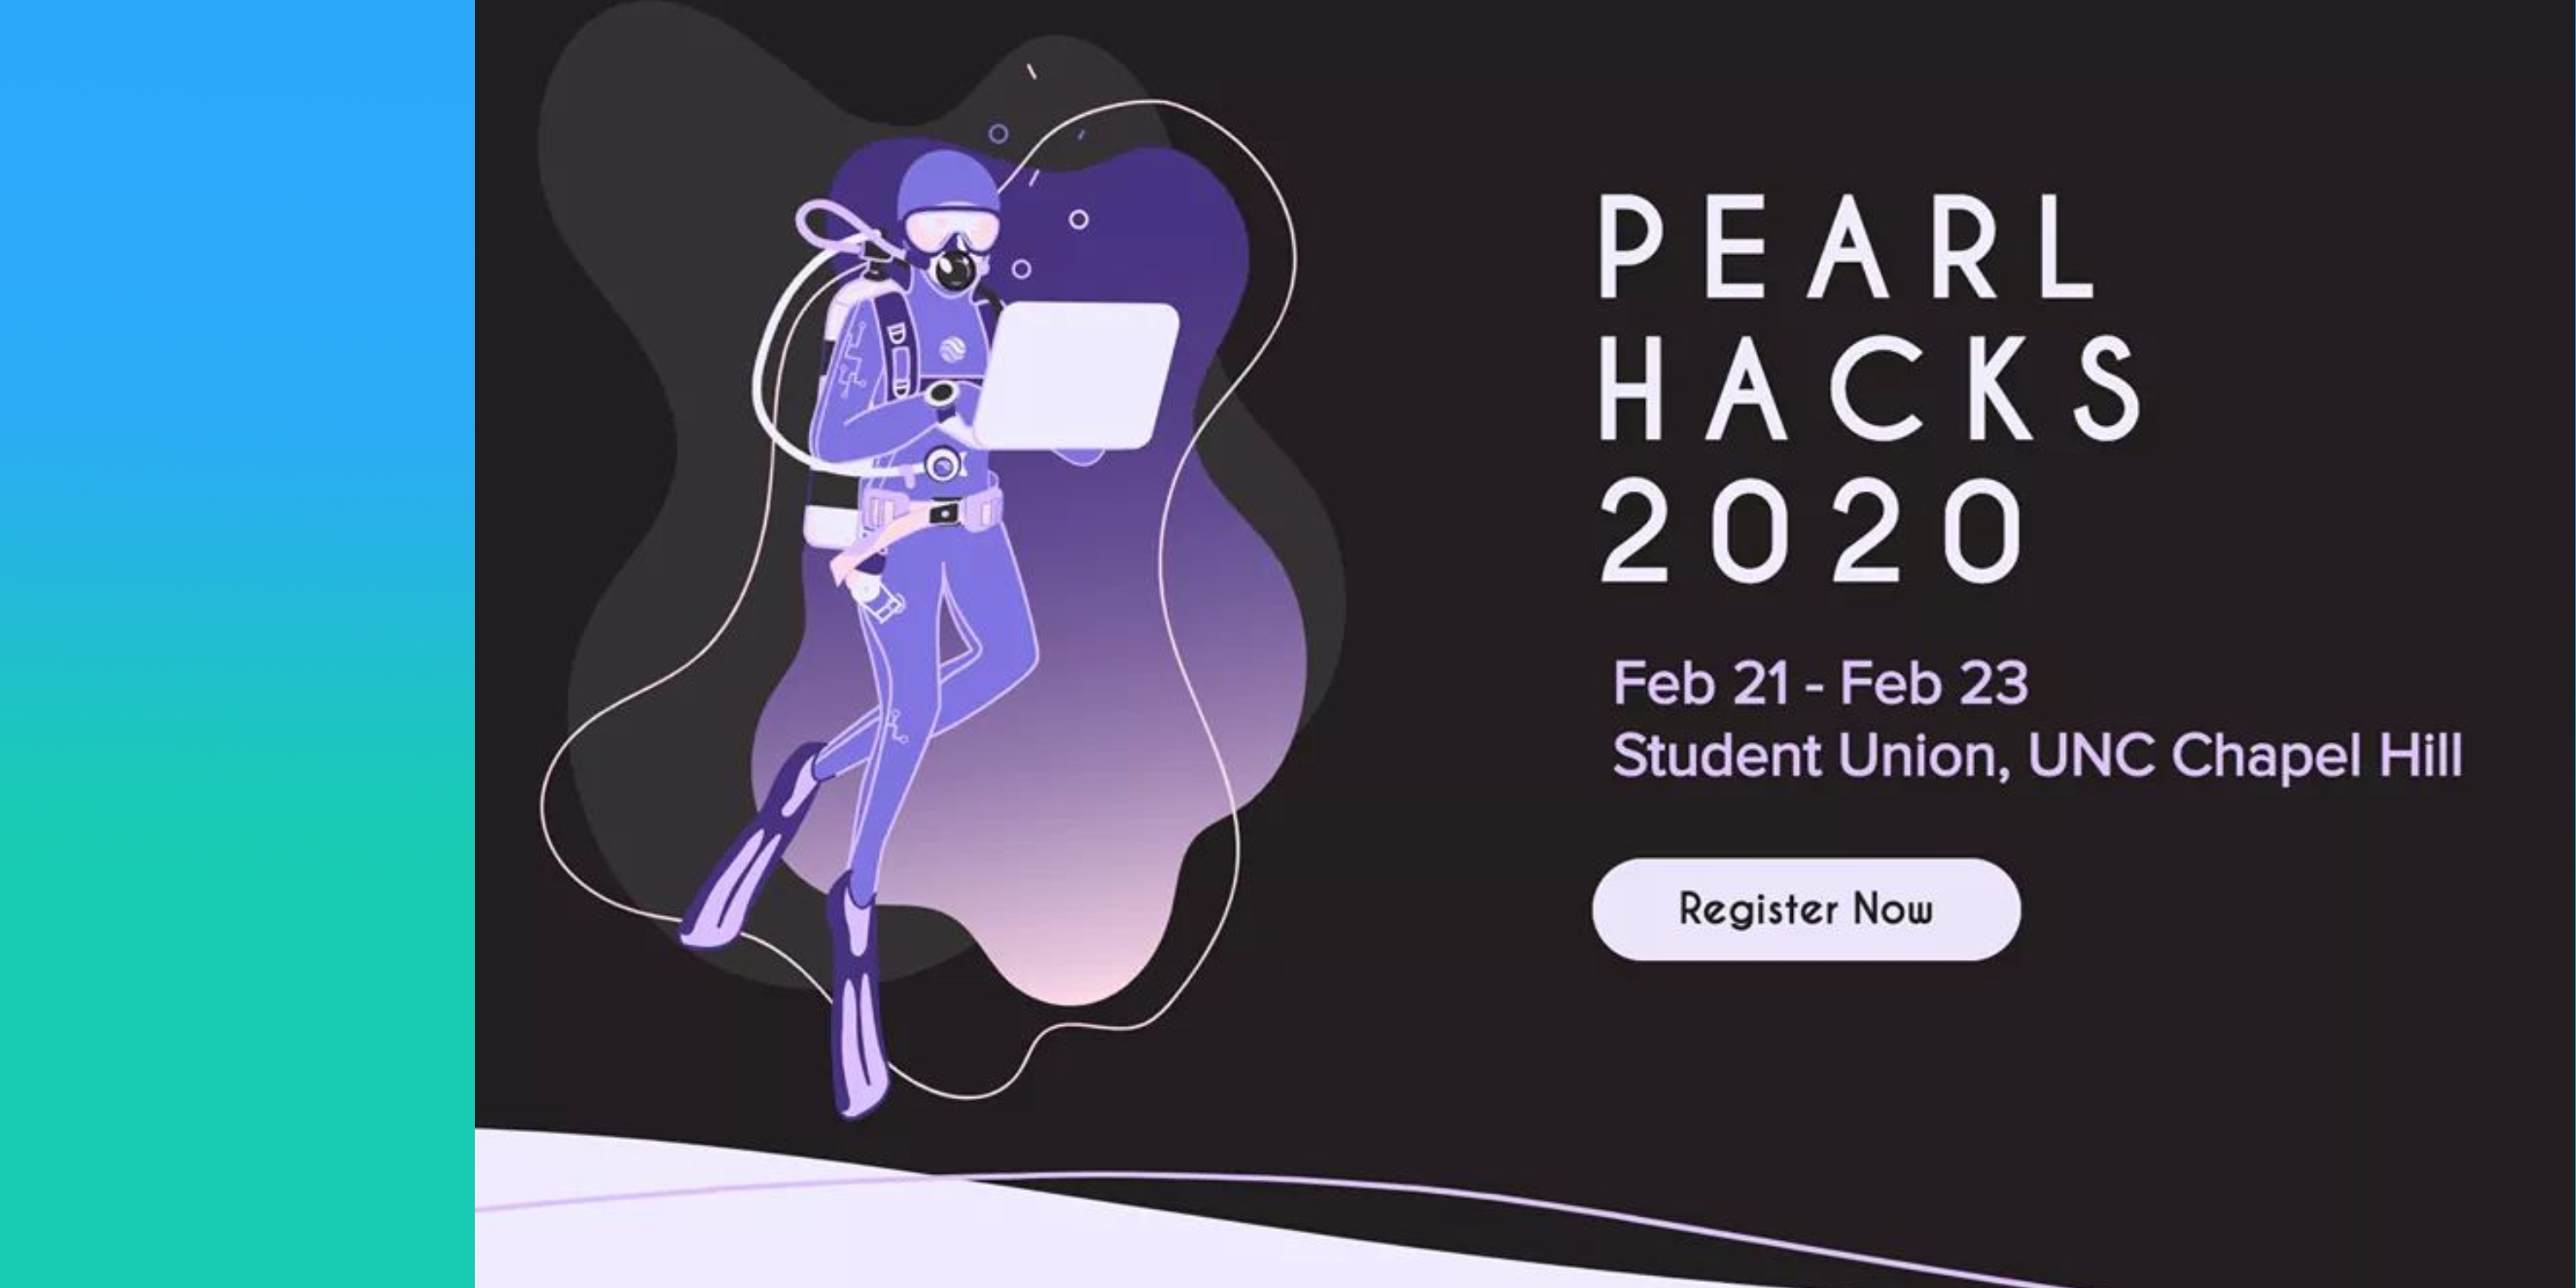 PEARL
HACKS
2020
Feb 21 - Feb 23
Student Union, UNC Chapel Hill
Register Now